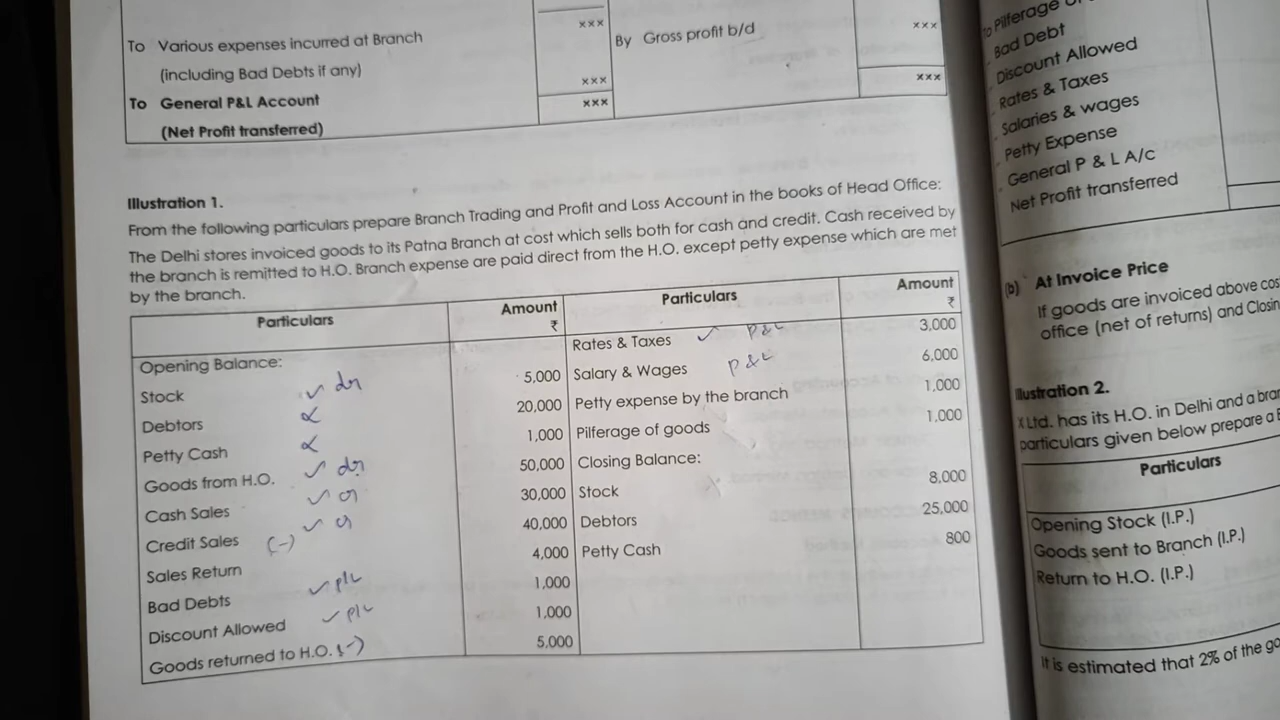 ×××
×××
To Various expenses incurred at Branch
By Gross profit b/d
(including Bad Debts if any)
×××
×××
To General P&L Account
×××
(Net Profit transferred)
Illustration 1.
From the following particulars prepare Branch Trading and Profit and Loss Account in the books of Head Office:
The Delhi stores invoiced goods to its Patna Branch at cost which sells both for cash and credit. Cash received by
the branch is remitted to H.O. Branch expense are paid direct from the H.O. except petty expense which are met
by the branch.
Particulars Amount ₹ Particulars Amount ₹
Opening Balance: Rates & Taxes ✓ P&L 3,000
Stock ✓ dr 5,000 Salary & Wages P&L 6,000
Debtors 20,000 Petty expense by the branch 1,000
Petty Cash 1,000 Pilferage of goods 1,000
Goods from H.O. ✓ dr 50,000 Closing Balance:
Cash Sales ✓ 30,000 Stock 8,000
Credit Sales ✓ 40,000 Debtors 25,000
Sales Return (-) 4,000 Petty Cash 800
Bad Debts ✓ P/L 1,000
Discount Allowed ✓ P/L 1,000
Goods returned to H.O. (-) 5,000
to Pilferage
Bad Debt
Discount Allowed
Rates & Taxes
Salaries & wages
Petty Expense
General P & L A/c
Net Profit transferred
(b) At Invoice Price
If goods are invoiced above
office (net of returns) and
Illustration 2.
X Ltd. has its H.O. in Delhi and a
particulars given below prepare a
Particulars
Opening Stock (I.P.)
Goods sent to Branch (I.P.)
Return to H.O. (I.P.)
It is estimated that 2% of the